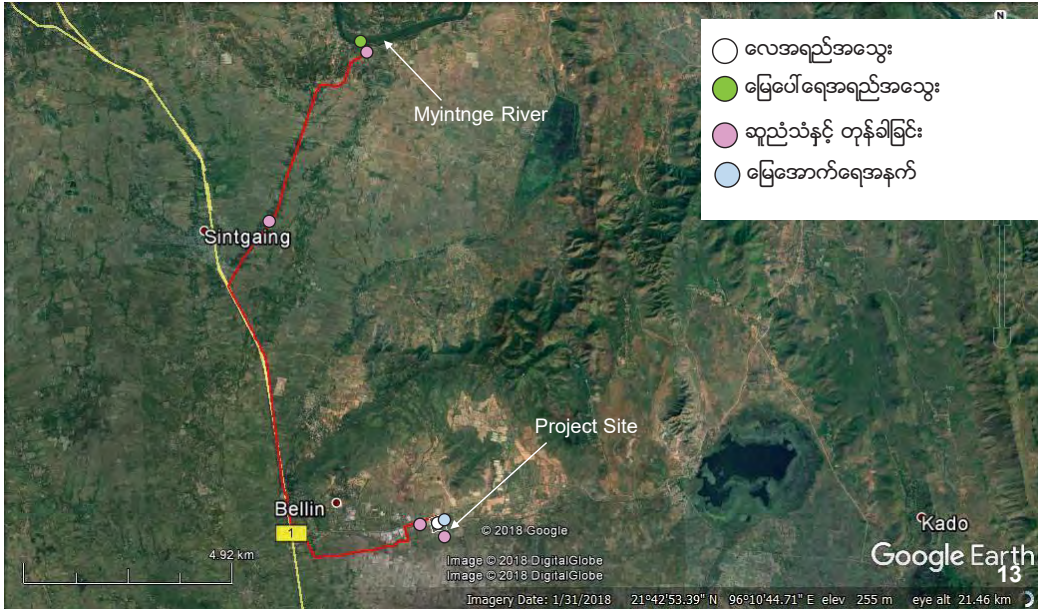 N
လေအရည်အသွေး
မြေပေါ်ရေအရည်အသွေး
ဆူညံသံနှင့် တုန်ခါခြင်း
မြေအောက်ရေအနက်
Myintnge River
Sintgaing
Project Site
Bellin
1
© 2018 Google
Kado
4.92 km
Image © 2018 DigitalGlobe
Image © 2018 DigitalGlobe
Google Earth
13
Imagery Date: 1/31/2018 21°42'53.39" N 96°10'44.71" E elev 255 m eye alt 21.46 km